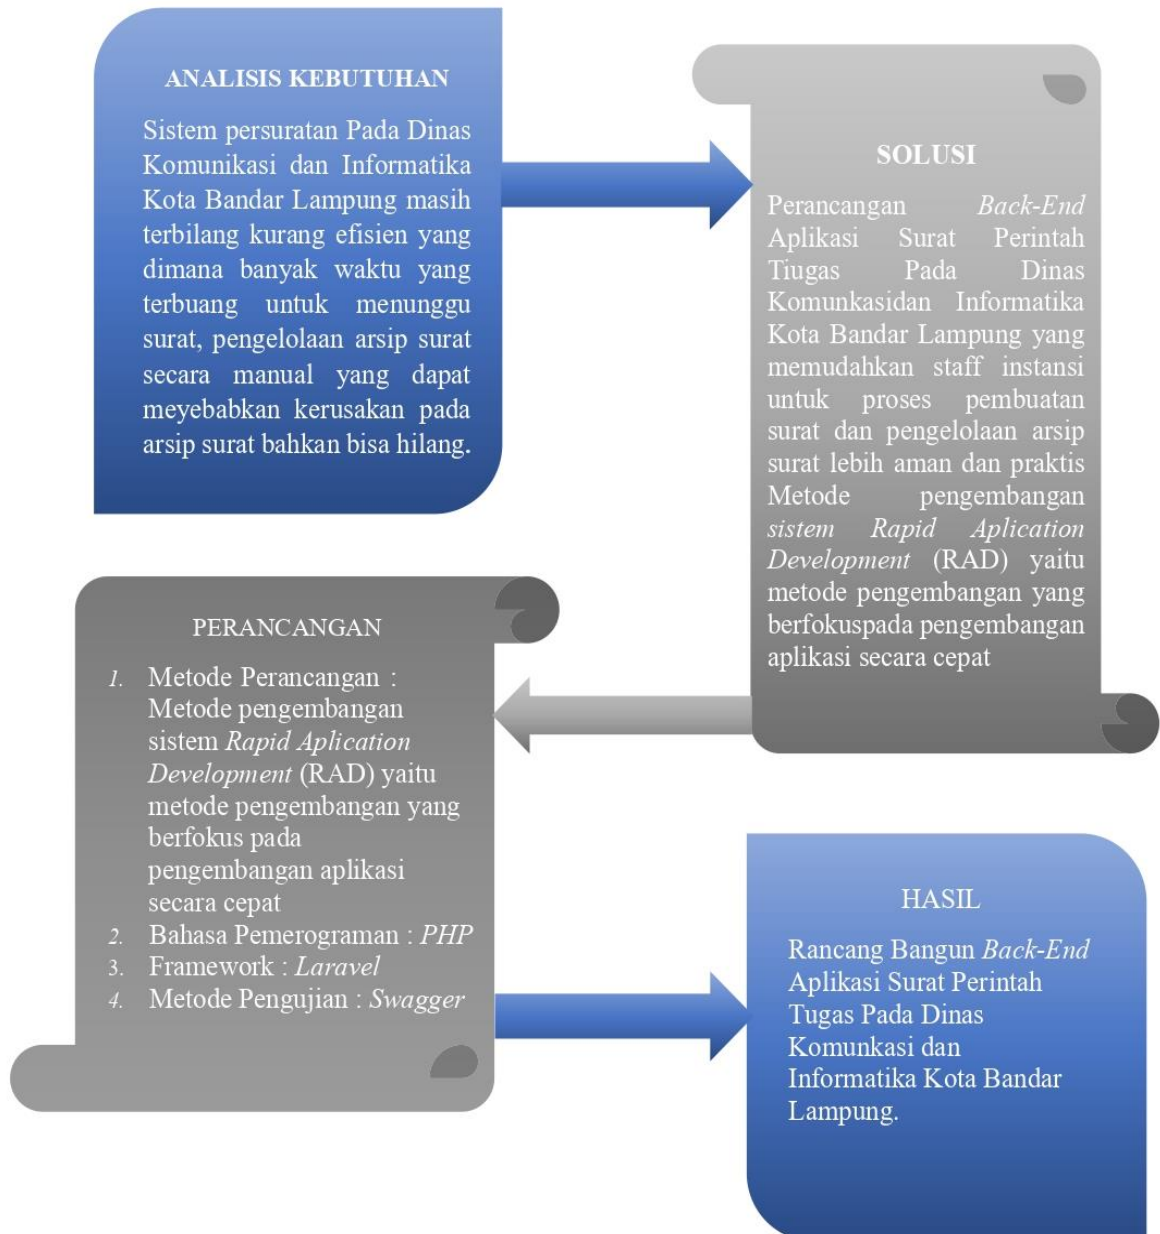 ANALISIS KEBUTUHAN
Sistem persuratan Pada Dinas
Komunikasi dan Informatika
Kota Bandar Lampung masih
terbilang kurang efisien yang
dimana banyak waktu yang
terbuang untuk menunggu
surat, pengelolaan arsip surat
secara manual yang dapat
meyebabkan kerusakan pada
arsip surat bahkan bisa hilang.
SOLUSI
Perancangan Back-End
Aplikasi Surat Perintah
Tiugas Pada Dinas
Komunkasidan Informatika
Kota Bandar Lampung yang
memudahkan staff instansi
untuk proses pembuatan
surat dan pengelolaan arsip
surat lebih aman dan praktis
Metode pengembangan
sistem Rapid Aplication
Development (RAD) yaitu
metode pengembangan yang
berfokuspada pengembangan
aplikasi secara cepat
PERANCANGAN
1. Metode Perancangan :
Metode pengembangan
sistem Rapid Aplication
Development (RAD) yaitu
metode pengembangan yang
berfokus pada
pengembangan aplikasi
secara cepat
2. Bahasa Pemerograman : PHP
3. Framework : Laravel
4. Metode Pengujian : Swagger
HASIL
Rancang Bangun Back-End
Aplikasi Surat Perintah
Tugas Pada Dinas
Komunkasi dan
Informatika Kota Bandar
Lampung.